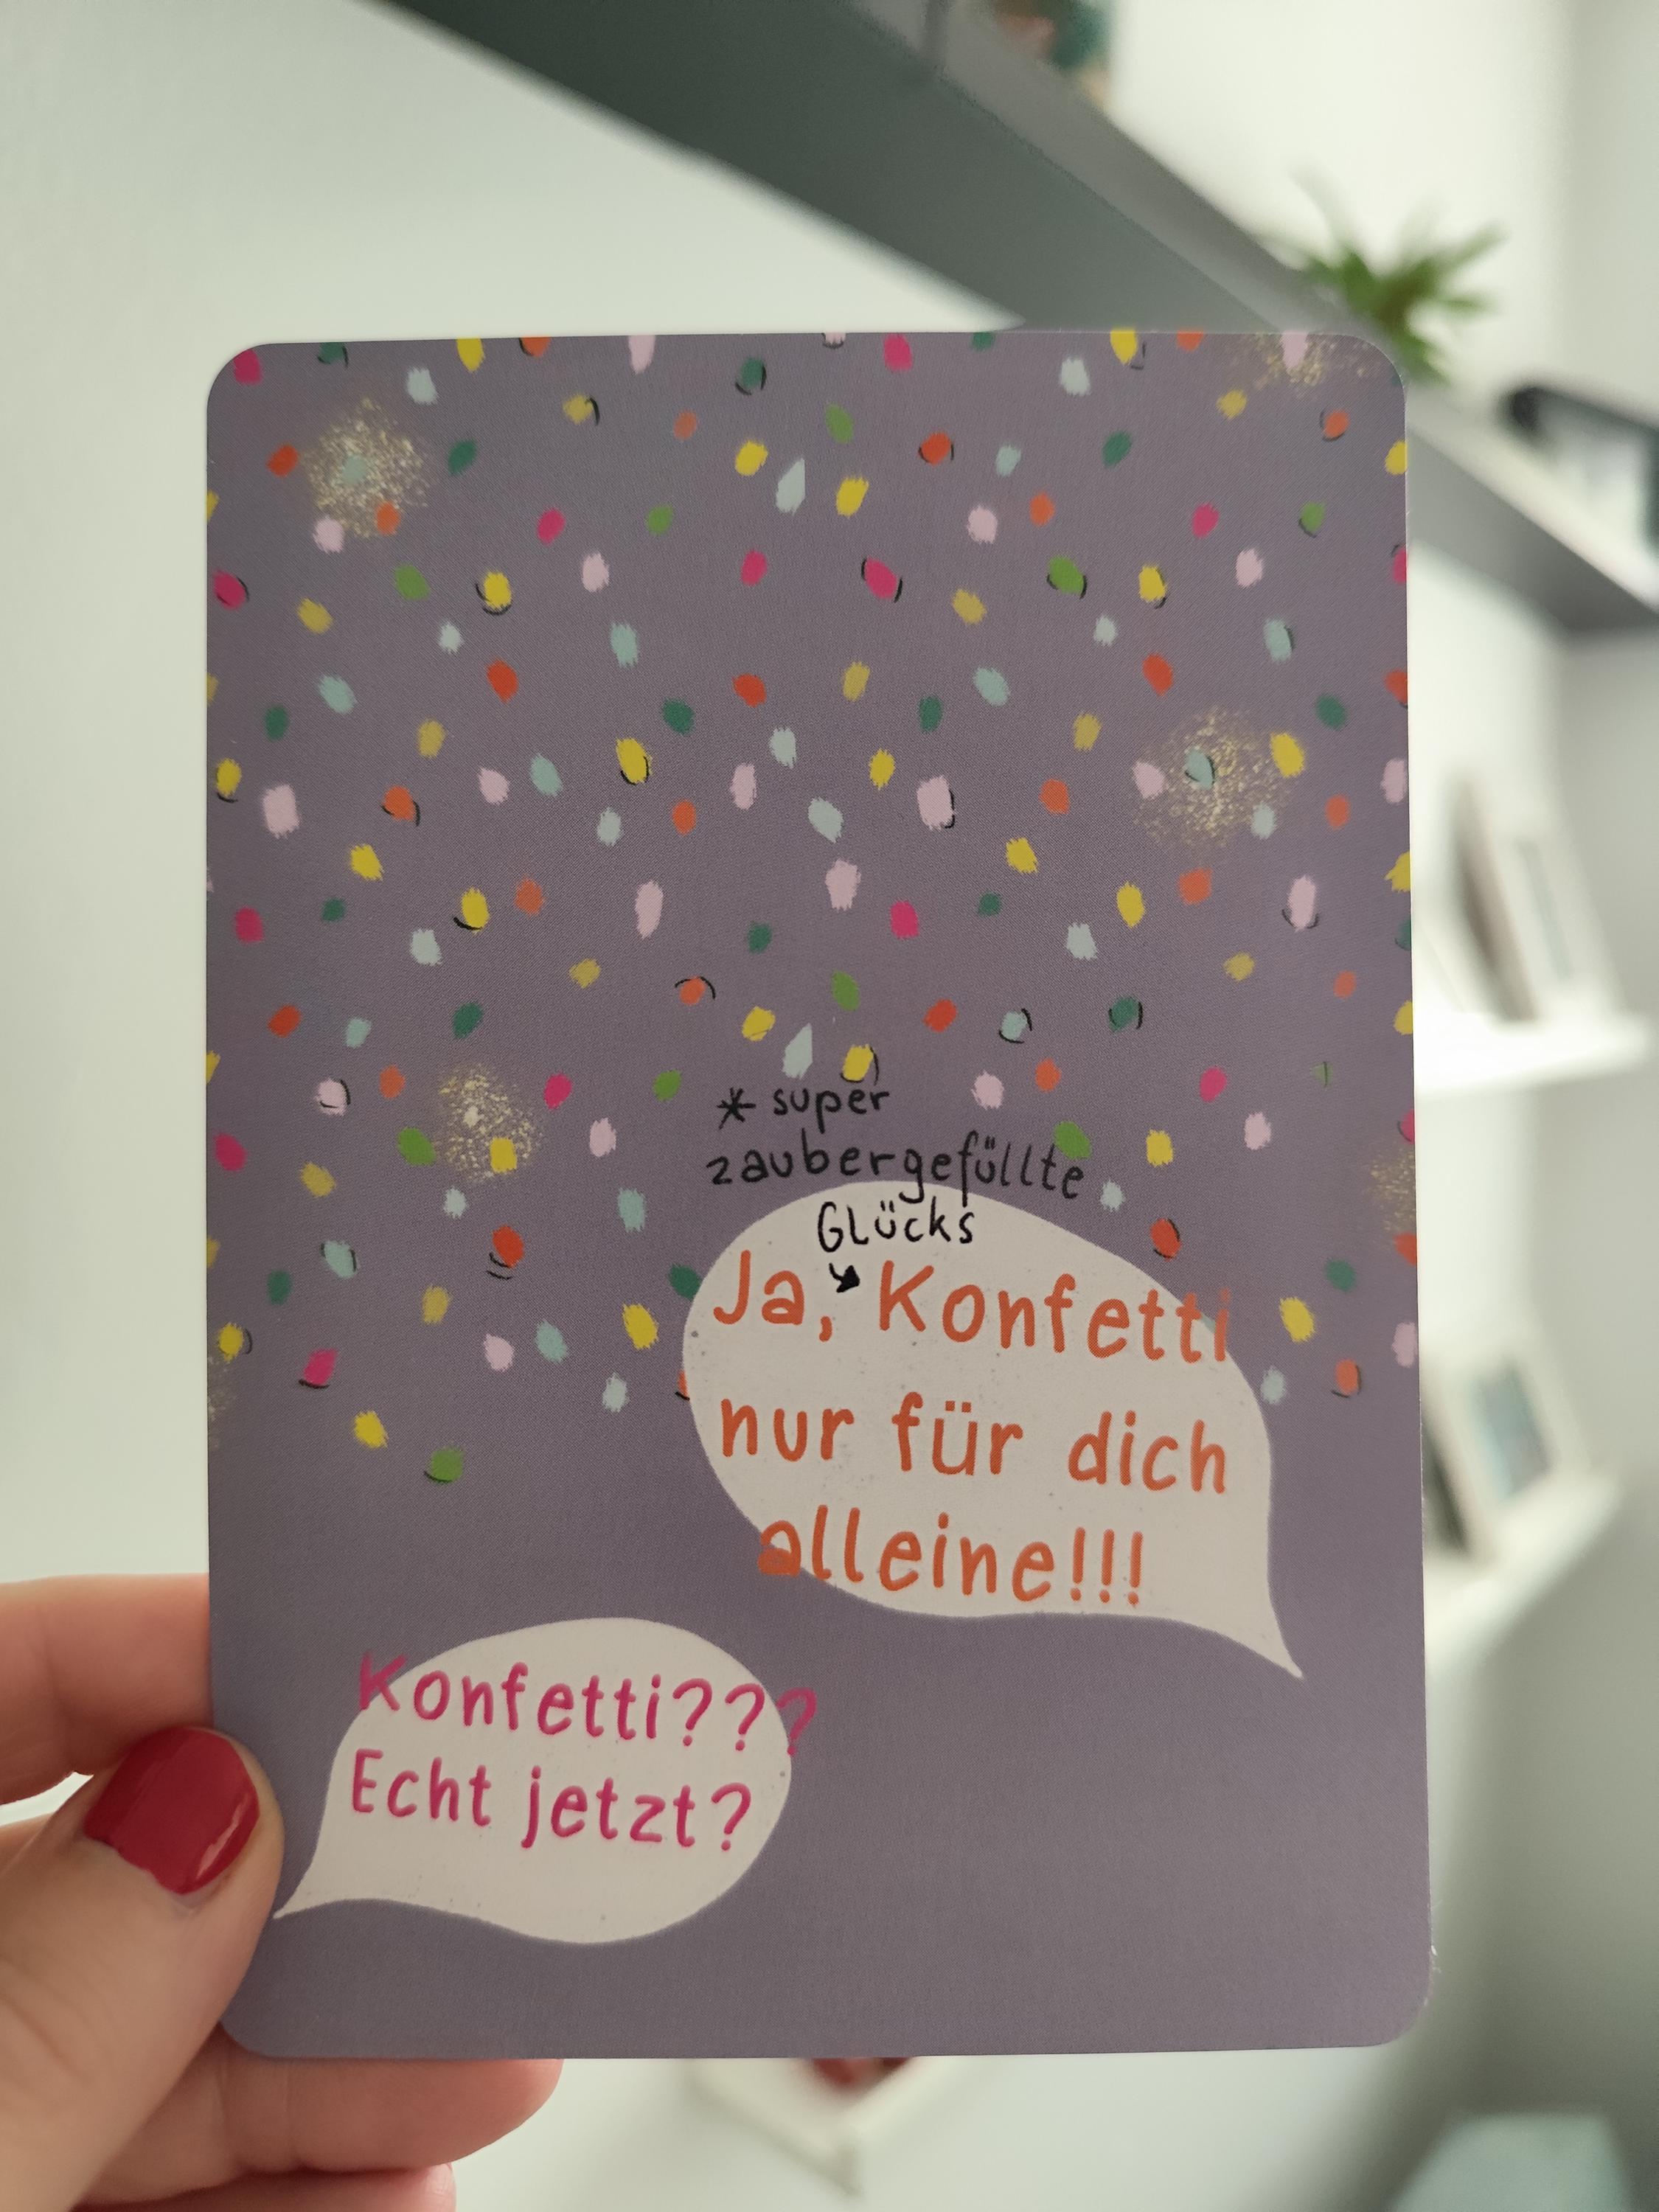 * super
zaubergefüllte
Glücks
Ja, Konfetti
nur für dich
alleine!!!
Konfetti???
Echt jetzt?